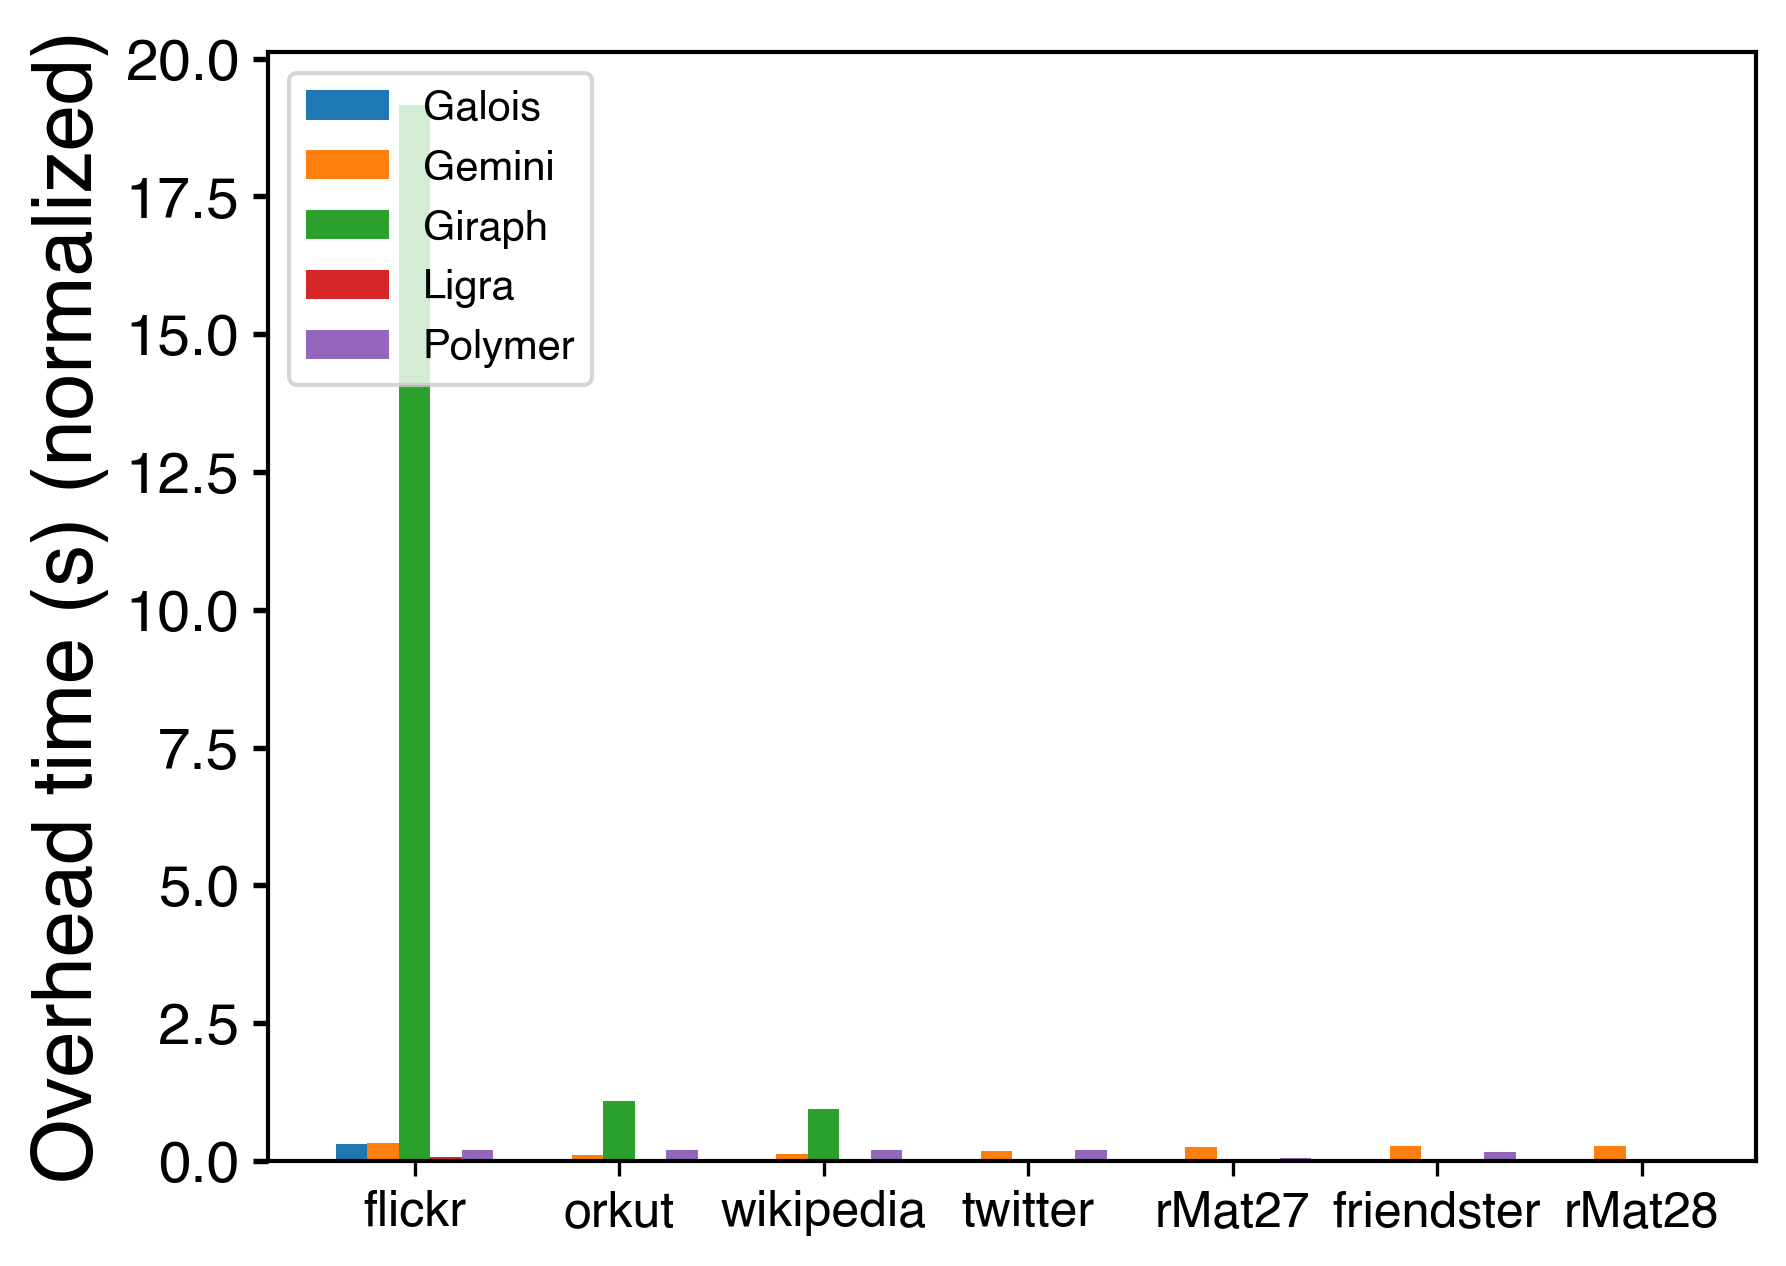 Overhead time (s) (normalized)
20.0
17.5
15.0
12.5
10.0
7.5
5.0
2.5
0.0
Galois
Gemini
Giraph
Ligra
Polymer
flickr orkut wikipedia twitter rMat27 friendster rMat28